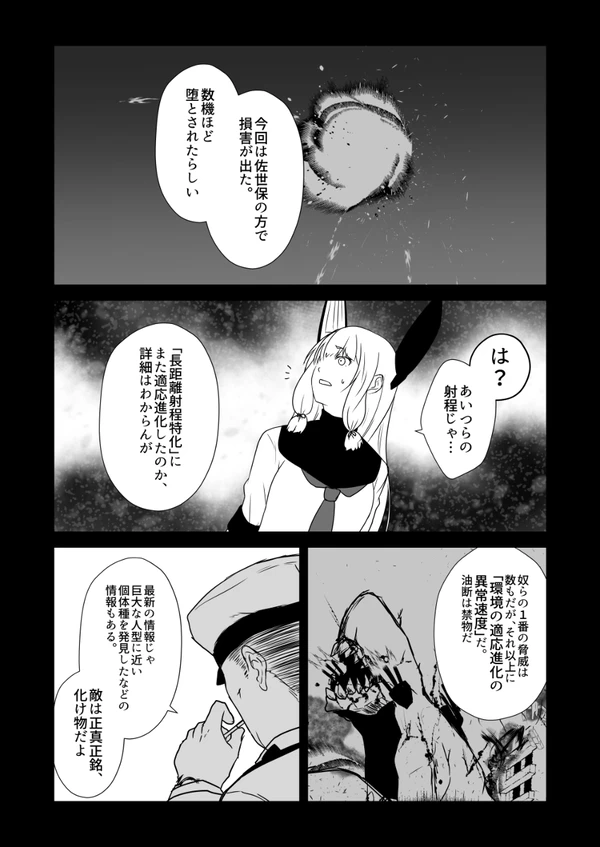 今回は佐世保の方で
損害が出た。
数機ほど
堕とされたらしい
は？
あいつらの
射程じゃ…
「長距離射程特化」に
また適応進化したのか、
詳細はわからんが
奴らの１番の脅威は
数もだが、それ以上に
「環境の適応進化の
異常速度」だ。
油断は禁物だ
最新の情報じゃ
巨大な人型に近い
個体種を発見したなどの
情報もある。
敵は正真正銘、
化け物だよ